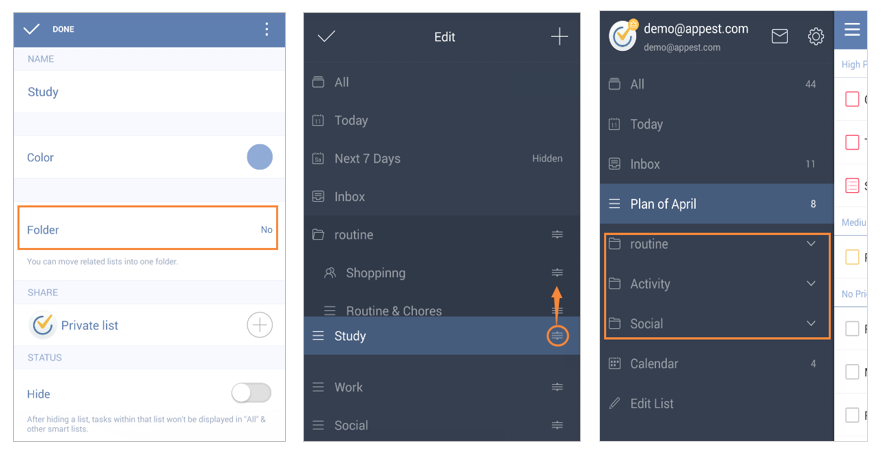 DONE
NAME
Study
Color
Folder No
You can move related lists into one folder.
SHARE
Private list
STATUS
Hide
After hiding a list, tasks within that list won't be displayed in "All" &
other smart lists.
Edit
All
Today
Next 7 Days Hidden
Inbox
routine
Shoppinng
Routine & Chores
Study
Work
Social
demo@appest.com
demo@appest.com
All 44
Today
Inbox 11
Plan of April 8
routine
Activity
Social
Calendar 4
Edit List
High P
Mediu
No Pri